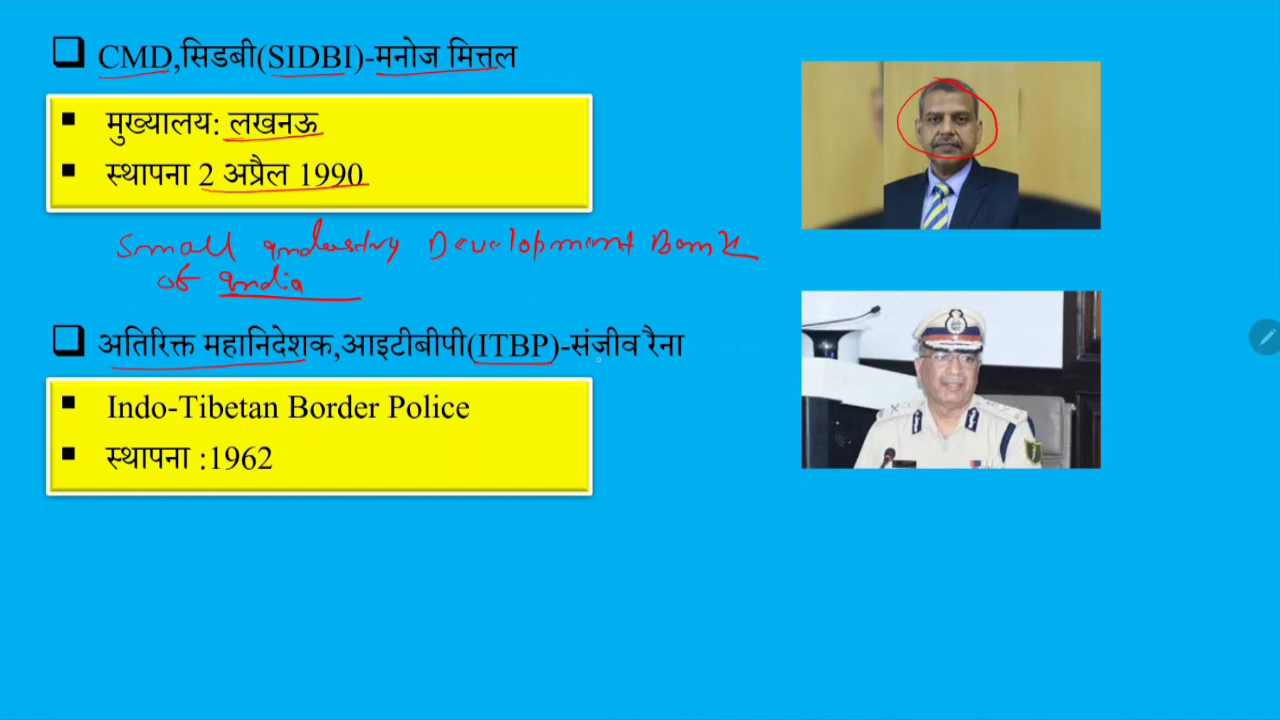 CMD,सिडबी(SIDBI)-मनोज मित्तल
मुख्यालय: लखनऊ
स्थापना 2 अप्रैल 1990
Small industry Development Bank
of india
अतिरिक्त महानिदेशक,आइटीबीपी(ITBP)-संजीव रैना
Indo-Tibetan Border Police
स्थापना :1962